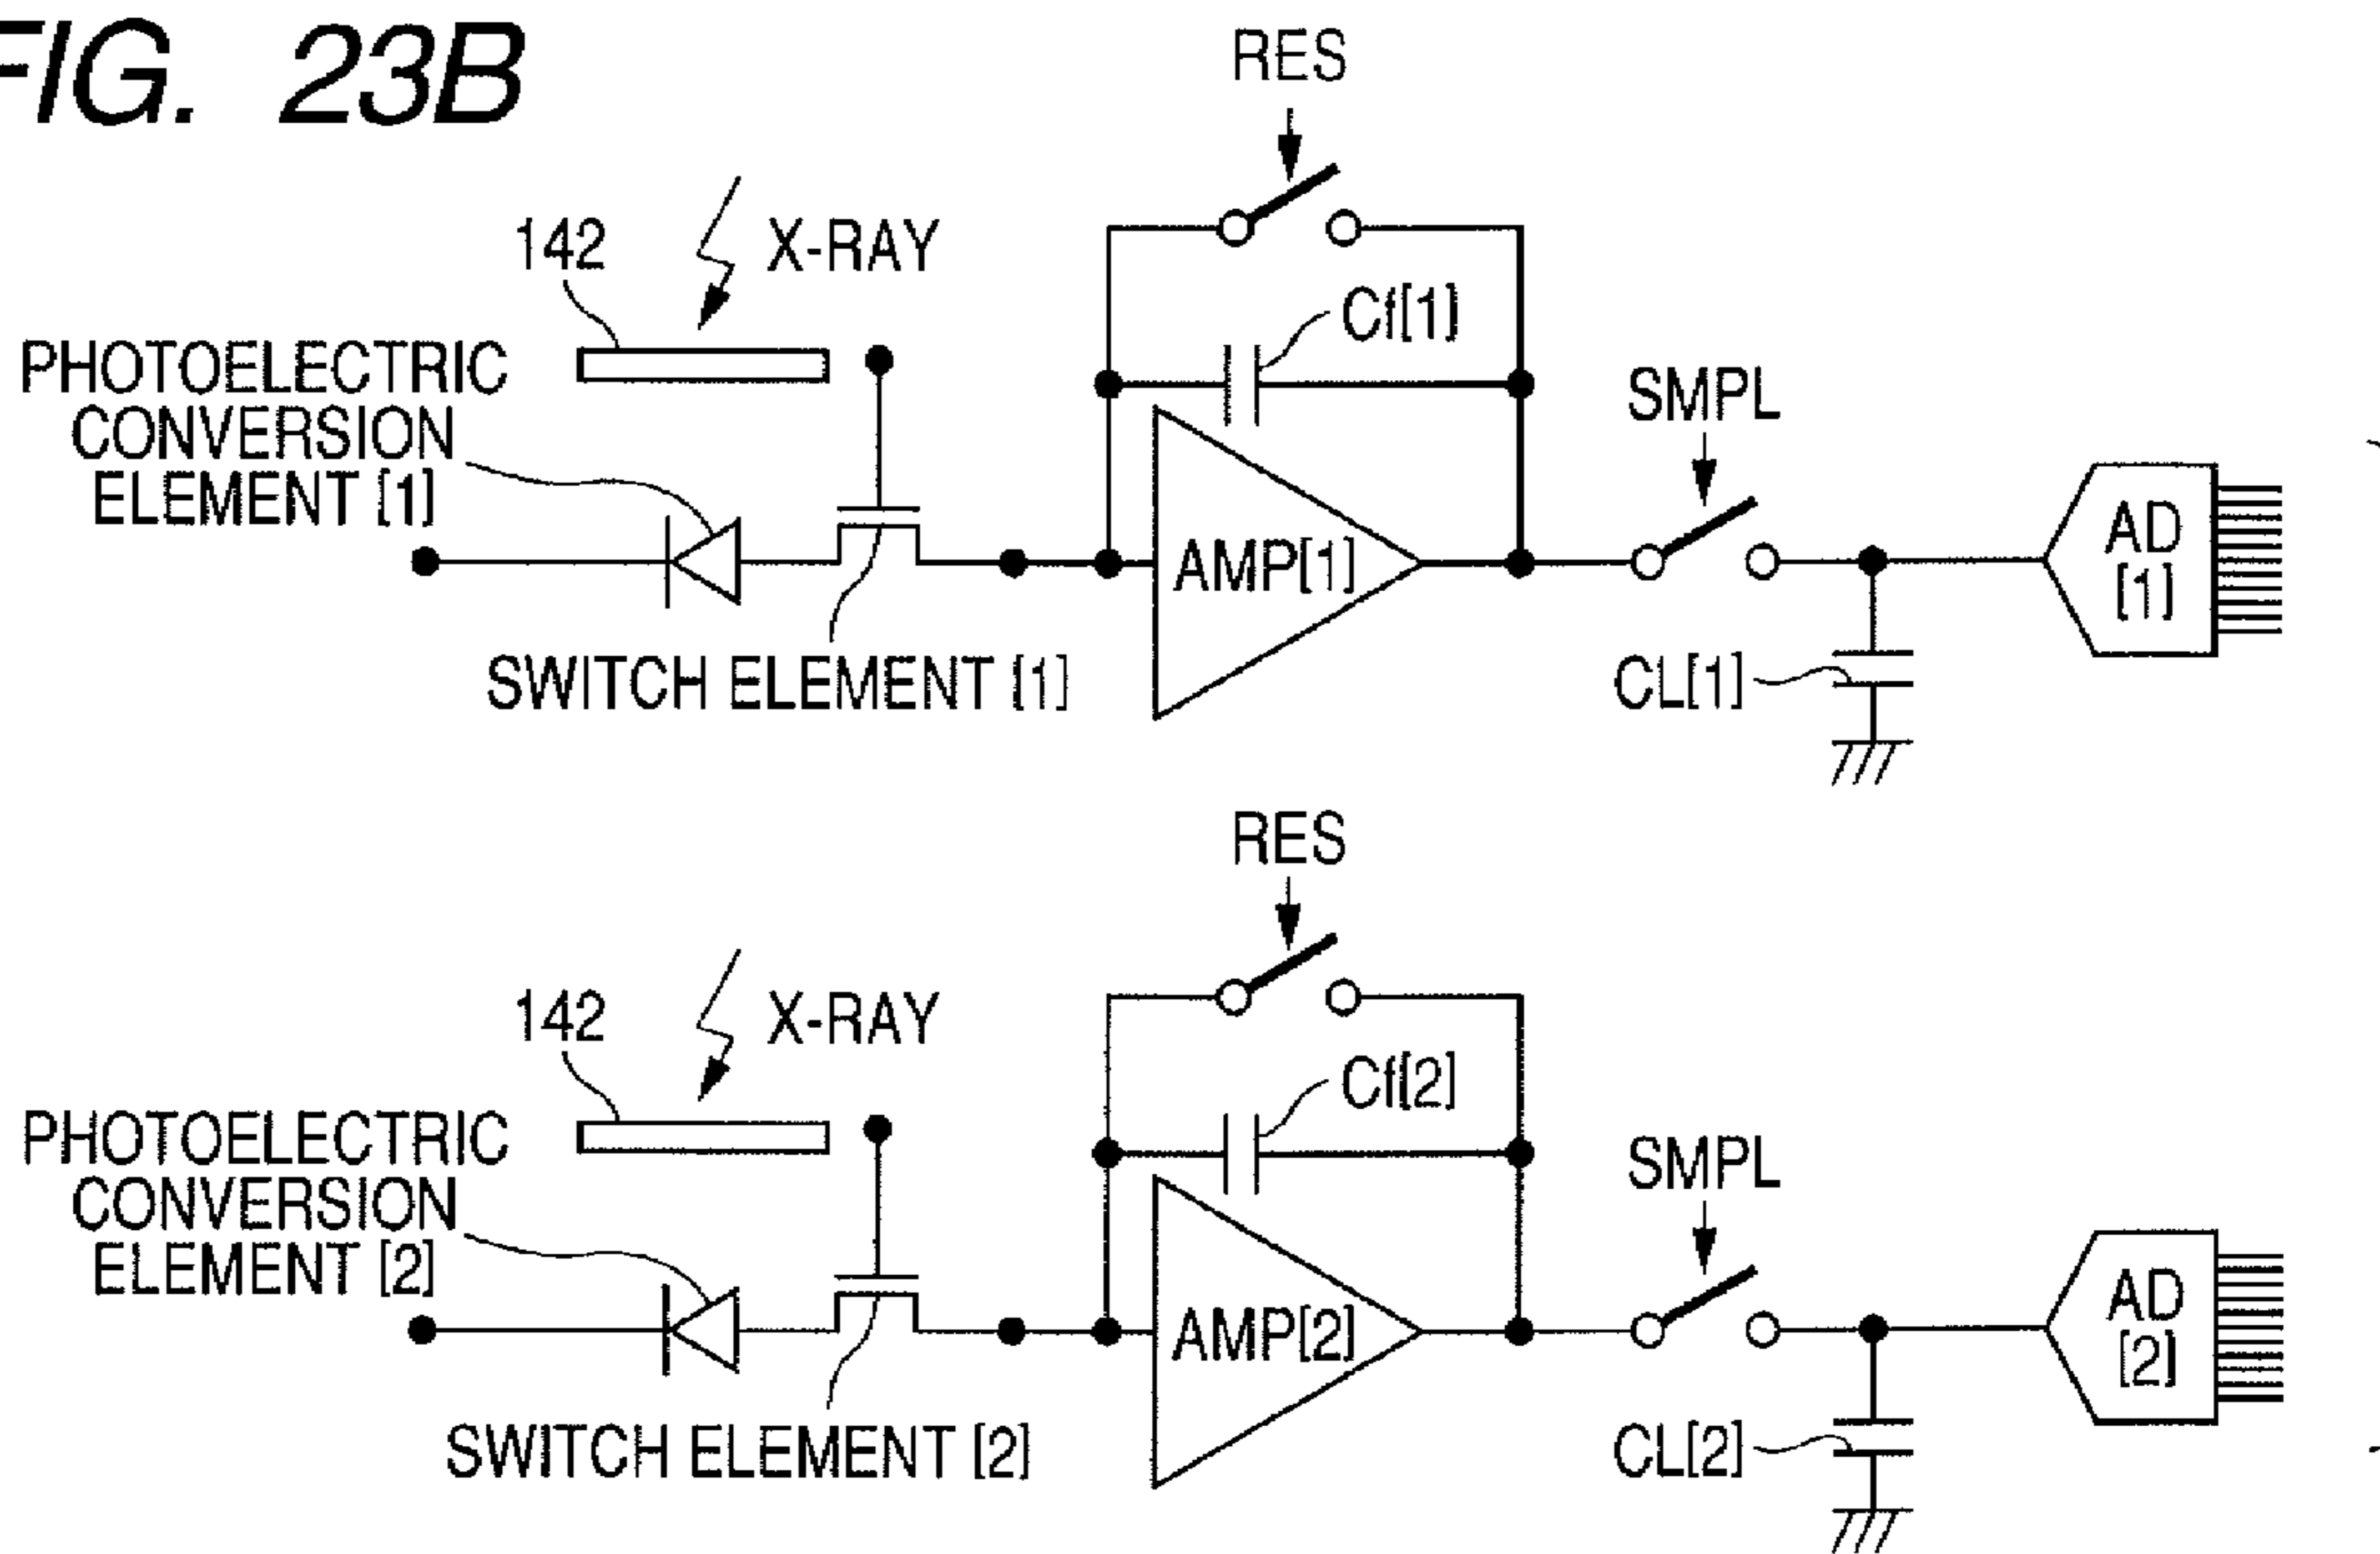 FIG. 23B
RES
142
X-RAY
Cf[1]
PHOTOELECTRIC
CONVERSION
ELEMENT [1]
SMPL
AMP[1]
AD
[1]
SWITCH ELEMENT [1]
CL[1]
RES
142
X-RAY
Cf[2]
PHOTOELECTRIC
CONVERSION
ELEMENT [2]
SMPL
AMP[2]
AD
[2]
SWITCH ELEMENT [2]
CL[2]